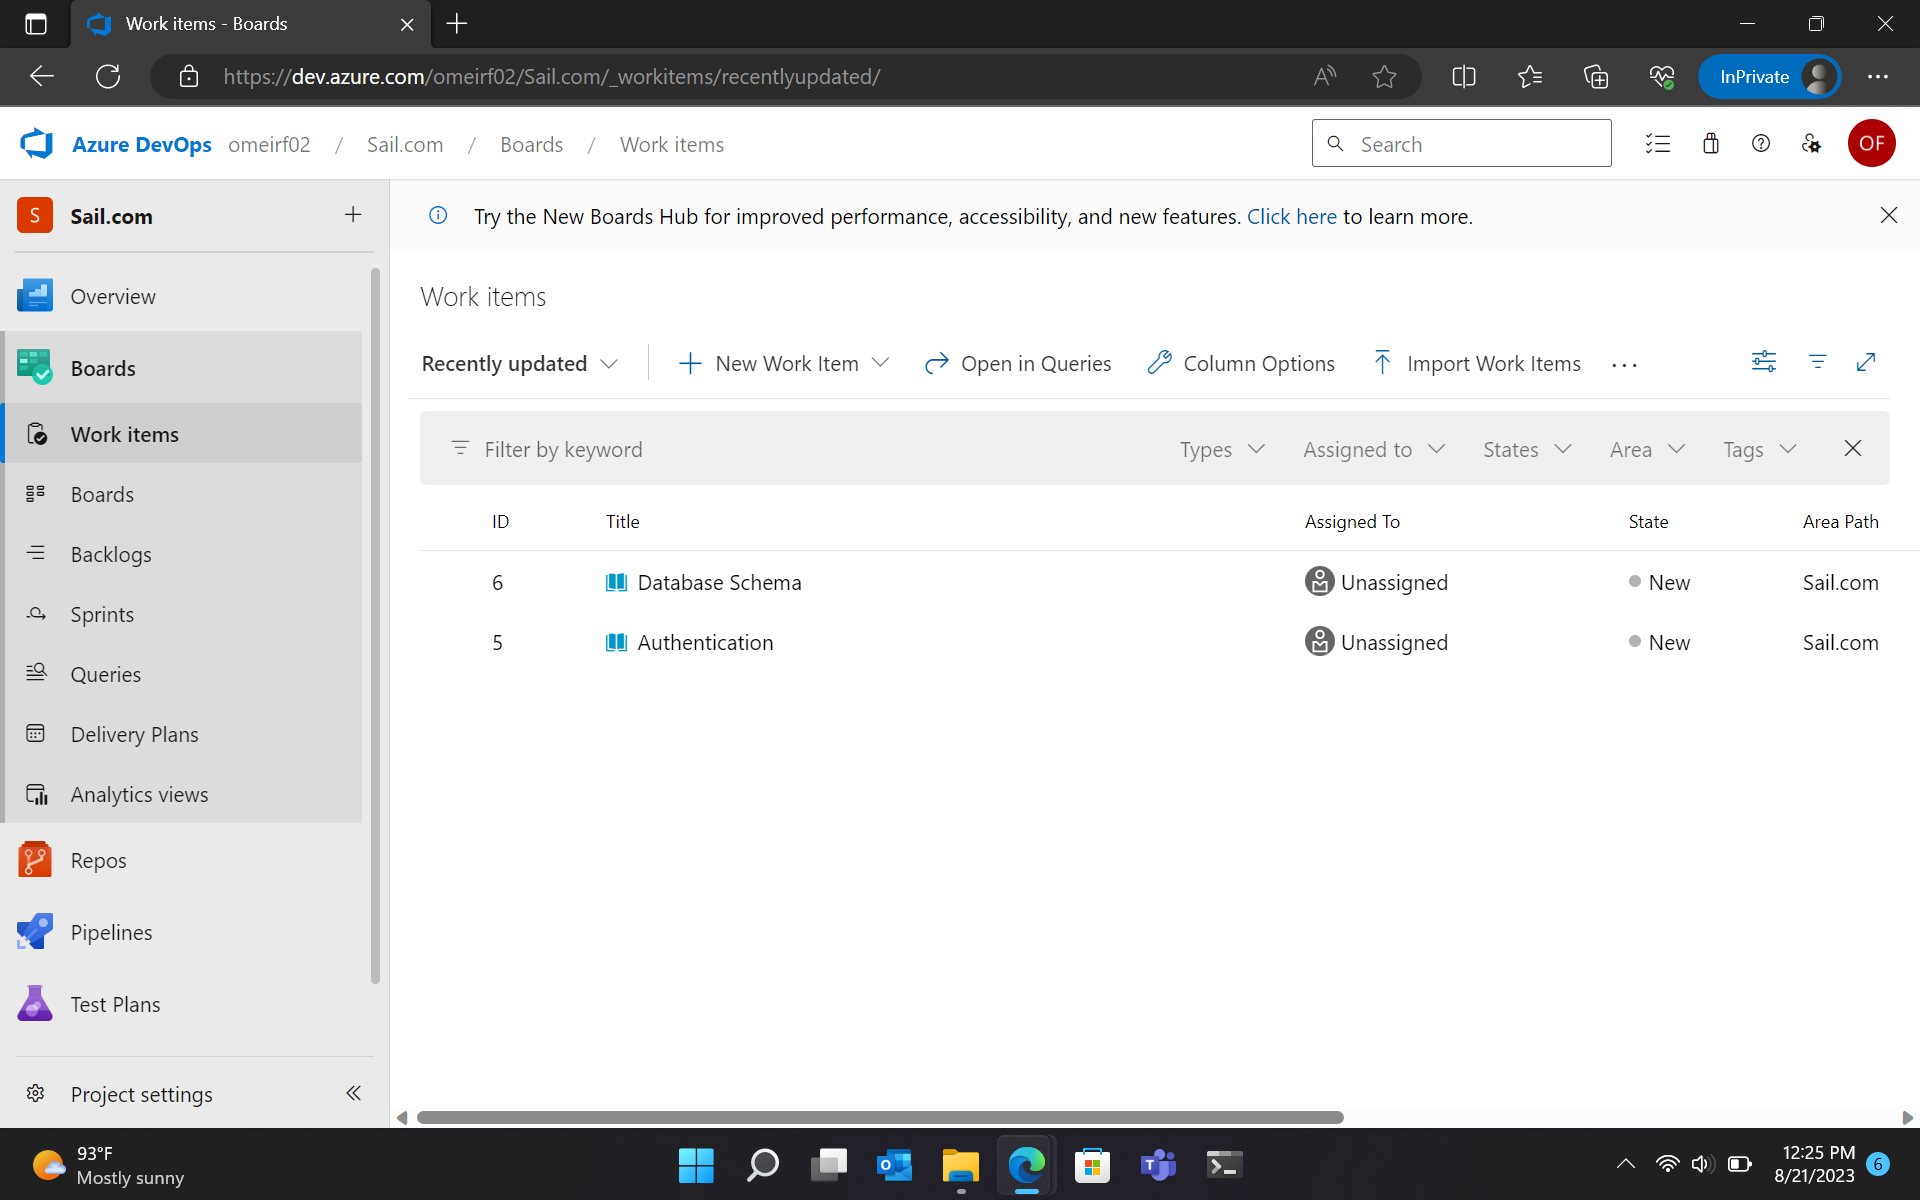 Work items - Boards
https://dev.azure.com/omeirf02/Sail.com/_workitems/recentlyupdated/
InPrivate
Azure DevOps omeirf02 / Sail.com / Boards / Work items
Search
OF
S Sail.com
Try the New Boards Hub for improved performance, accessibility, and new features. Click here to learn more.
Overview
Boards
Work items
Boards
Backlogs
Sprints
Queries
Delivery Plans
Analytics views
Repos
Pipelines
Test Plans
Project settings
Work items
Recently updated New Work Item Open in Queries Column Options Import Work Items
Filter by keyword Types Assigned to States Area Tags
ID Title Assigned To State Area Path
6 Database Schema Unassigned New Sail.com
5 Authentication Unassigned New Sail.com
93°F
Mostly sunny
12:25 PM
8/21/2023
6